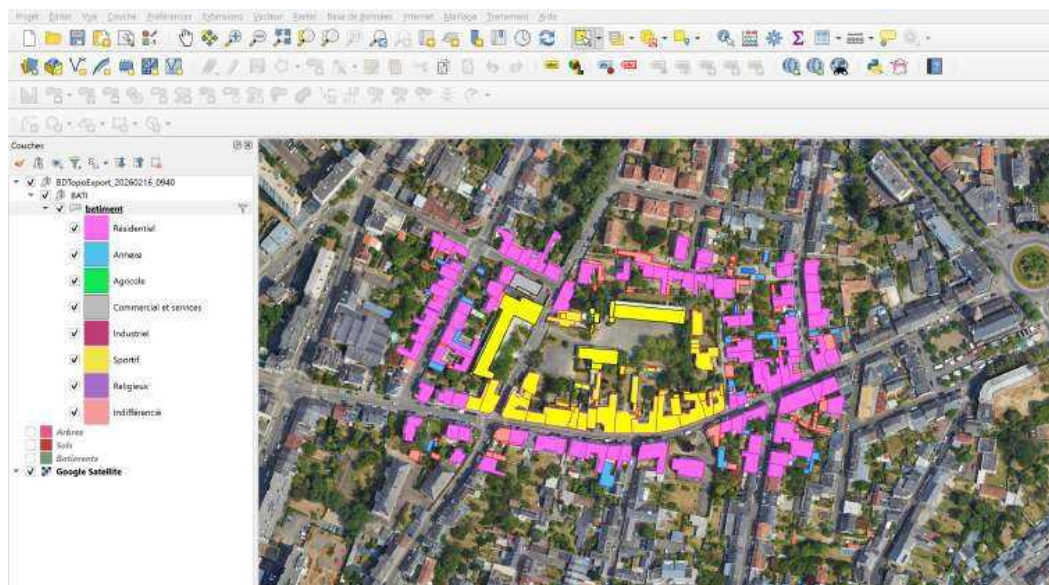 Projet Éditer Vue Couche Préférences Extensions Vecteur Raster Base de données Internet Maillage Traitement Aide
Couches
BDTopoExport_20260216_0940
BATI
batiment
Résidentiel
Annexe
Agricole
Commercial et services
Industriel
Sportif
Religieux
Indifférencié
Arbres
Sols
Batiments
Google Satellite